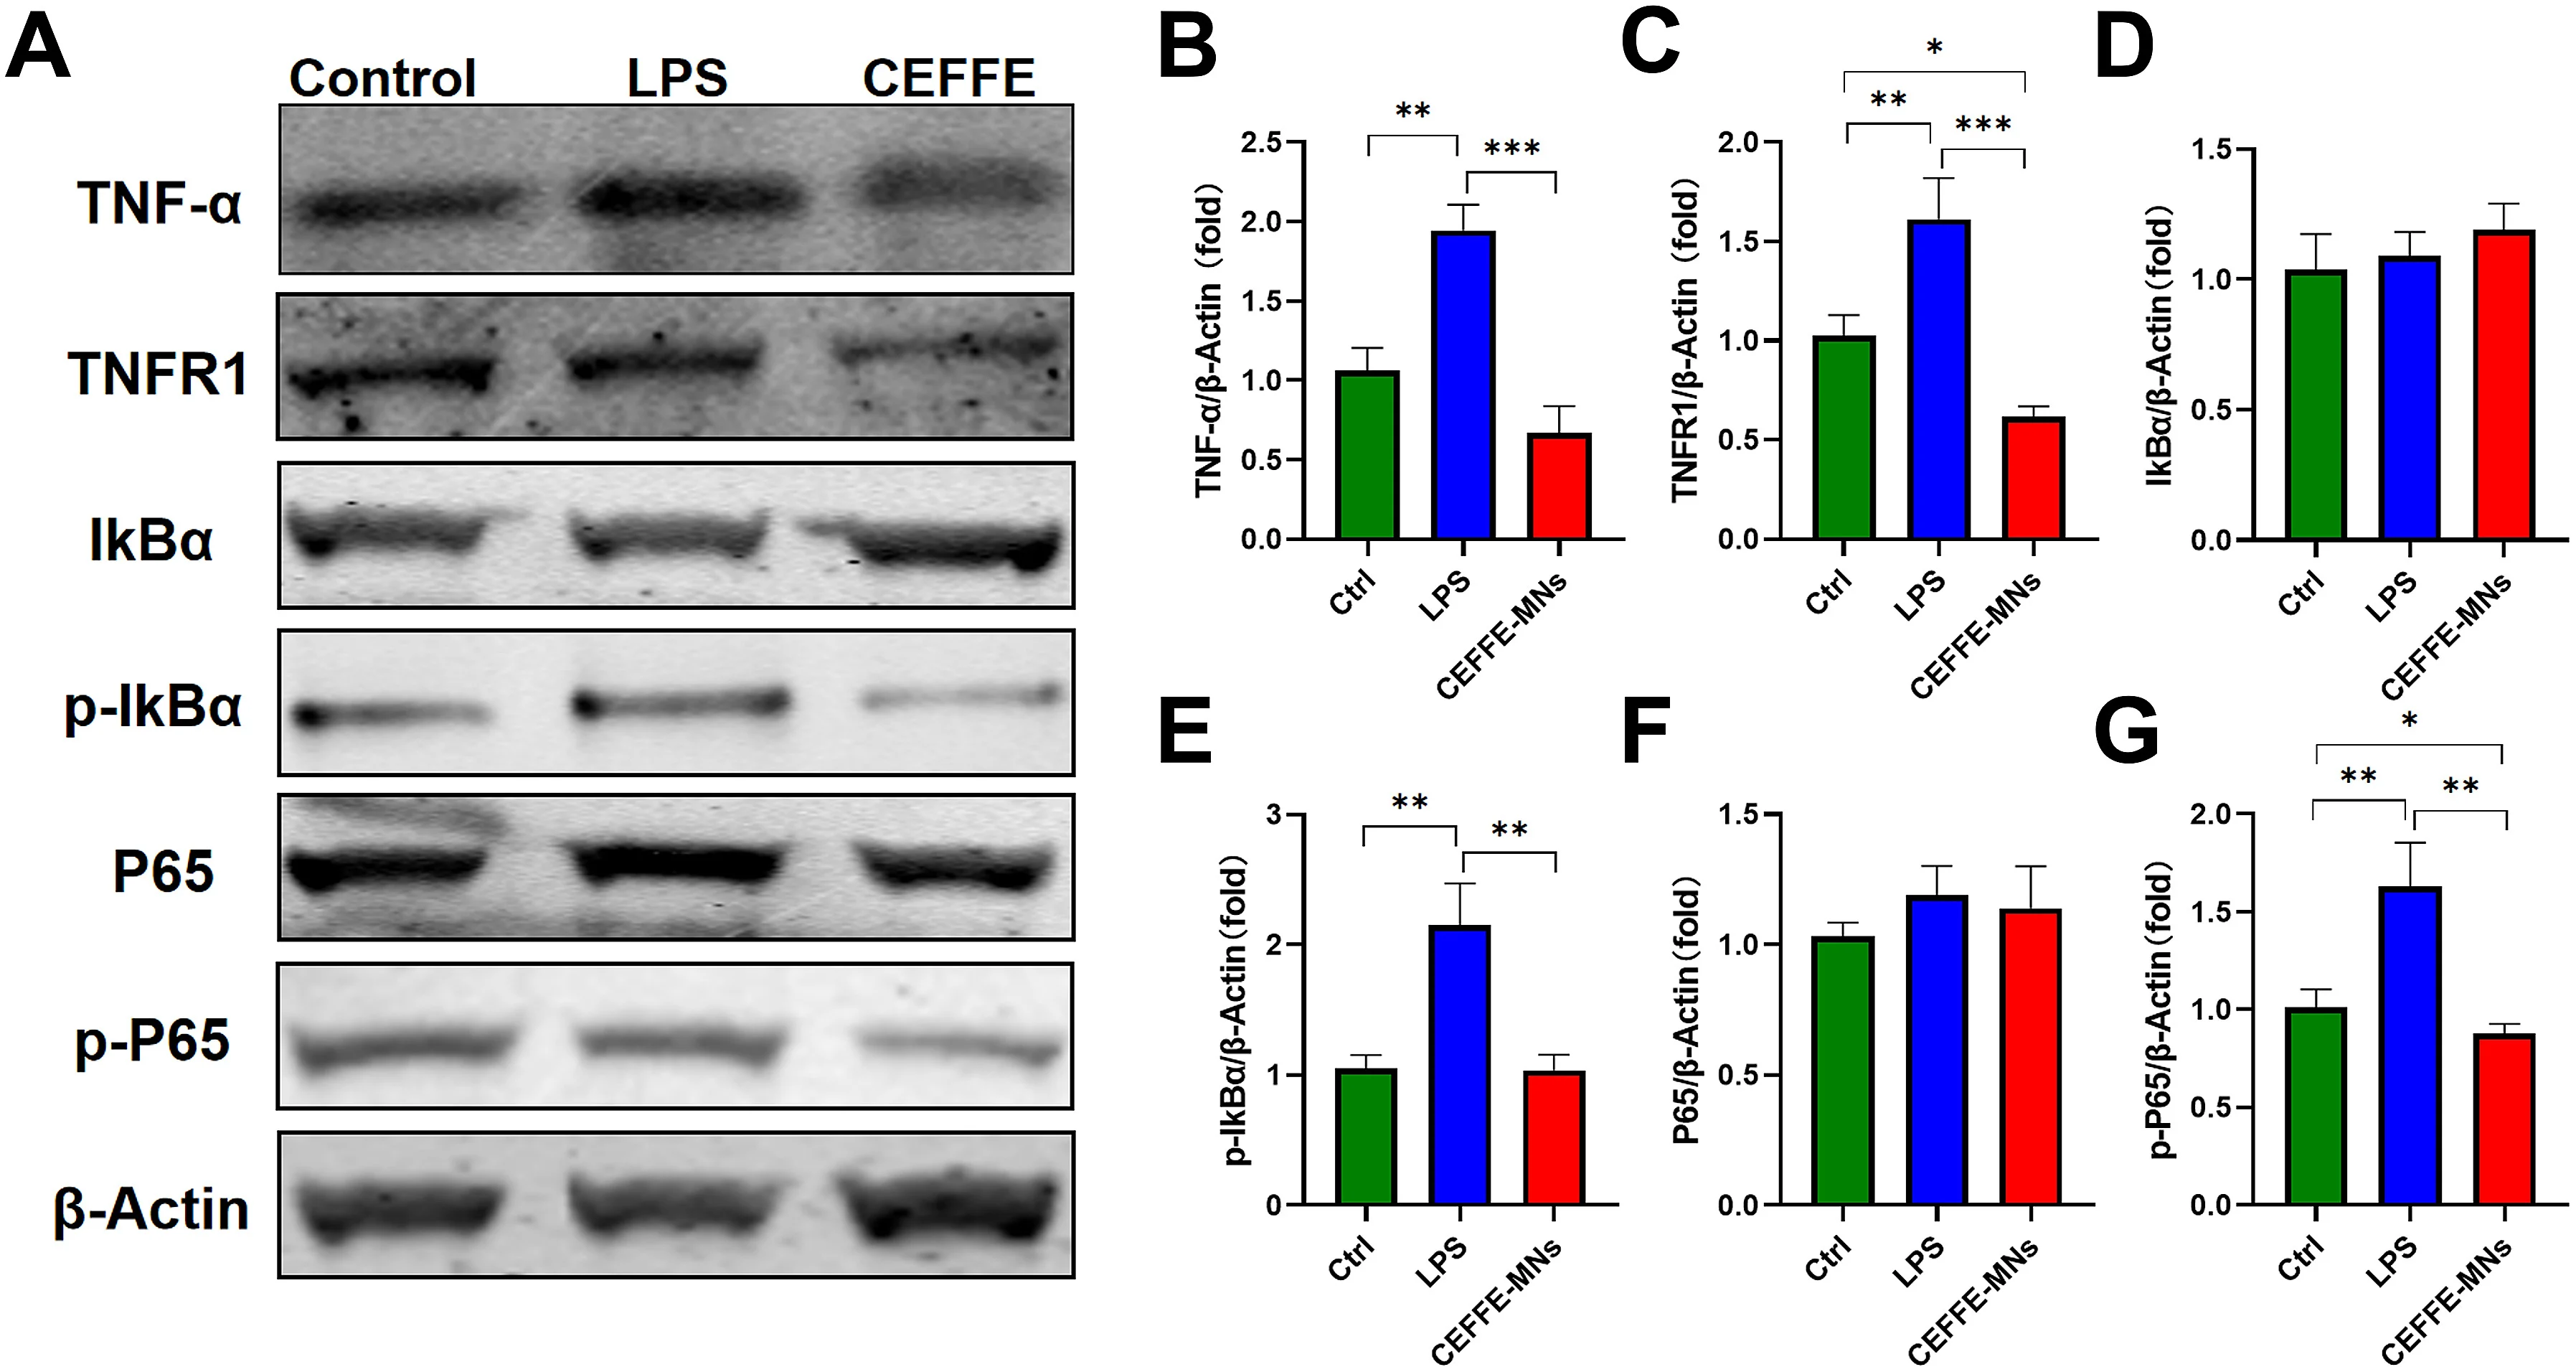 A
Control LPS CEFFE
TNF-α
TNFR1
IkBα
p-IkBα
P65
p-P65
β-Actin
B
TNF-α/β-Actin (fold)
2.5
2.0
1.5
1.0
0.5
0.0
**
***
Ctrl
LPS
CEFFE-MNs
C
TNFR1/β-Actin (fold)
2.0
1.5
1.0
0.5
0.0
*
**
***
Ctrl
LPS
CEFFE-MNs
D
IkBα/β-Actin(fold)
1.5
1.0
0.5
0.0
Ctrl
LPS
CEFFE-MNs
E
p-IkBα/β-Actin(fold)
3
2
1
0
**
**
Ctrl
LPS
CEFFE-MNs
F
P65/β-Actin(fold)
1.5
1.0
0.5
0.0
Ctrl
LPS
CEFFE-MNs
G
p-P65/β-Actin(fold)
2.0
1.5
1.0
0.5
0.0
*
**
**
Ctrl
LPS
CEFFE-MNs